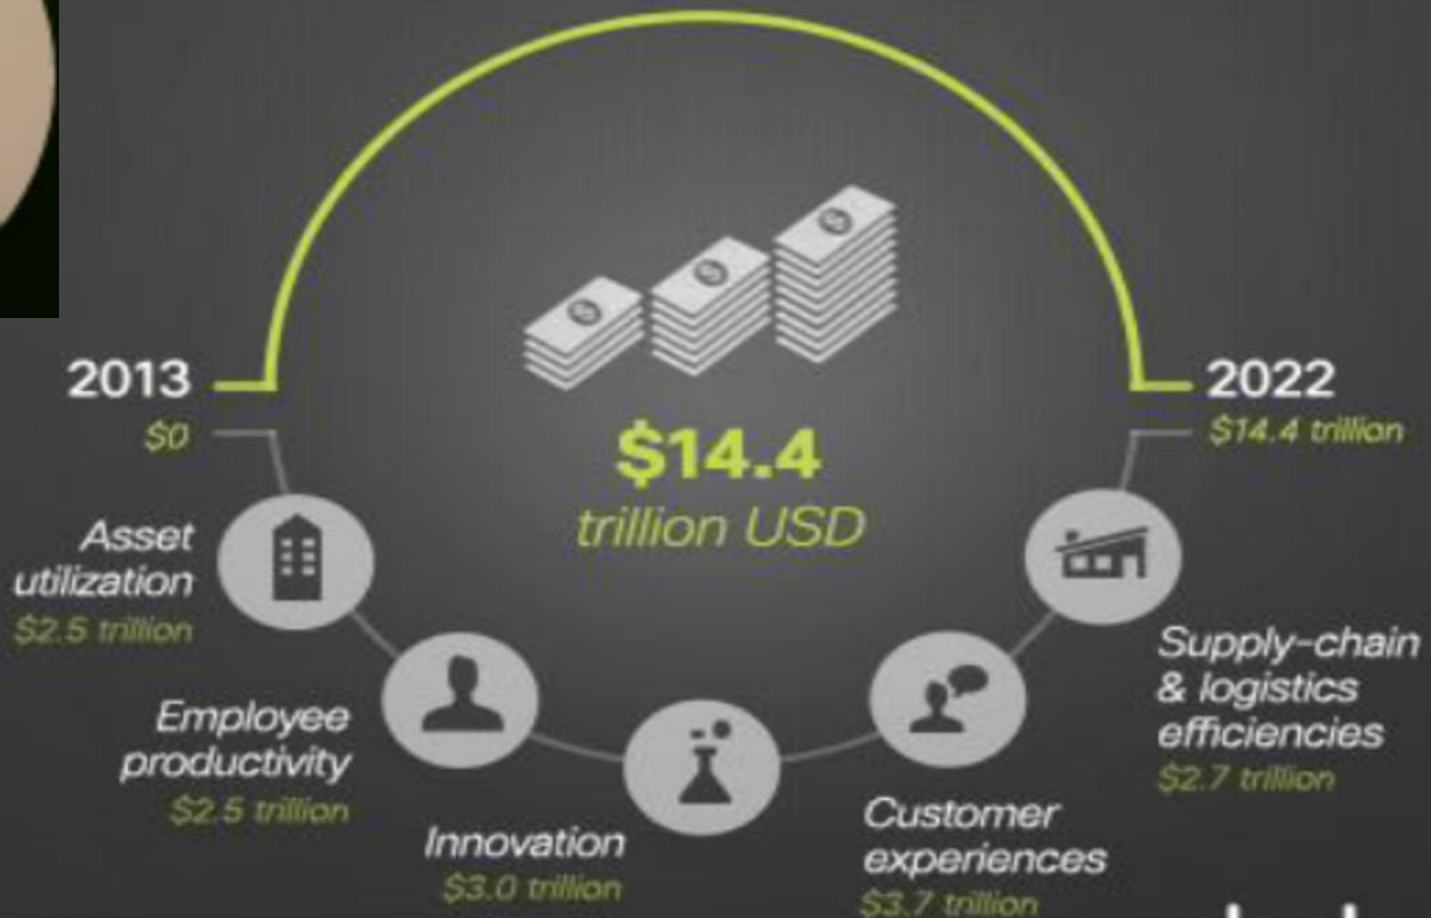 2013
$0
2022
$14.4 trillion
$14.4
trillion USD
Asset
utilization
$2.5 trillion
Employee
productivity
$2.5 trillion
Innovation
$3.0 trillion
Customer
experiences
$3.7 trillion
Supply-chain
& logistics
efficiencies
$2.7 trillion